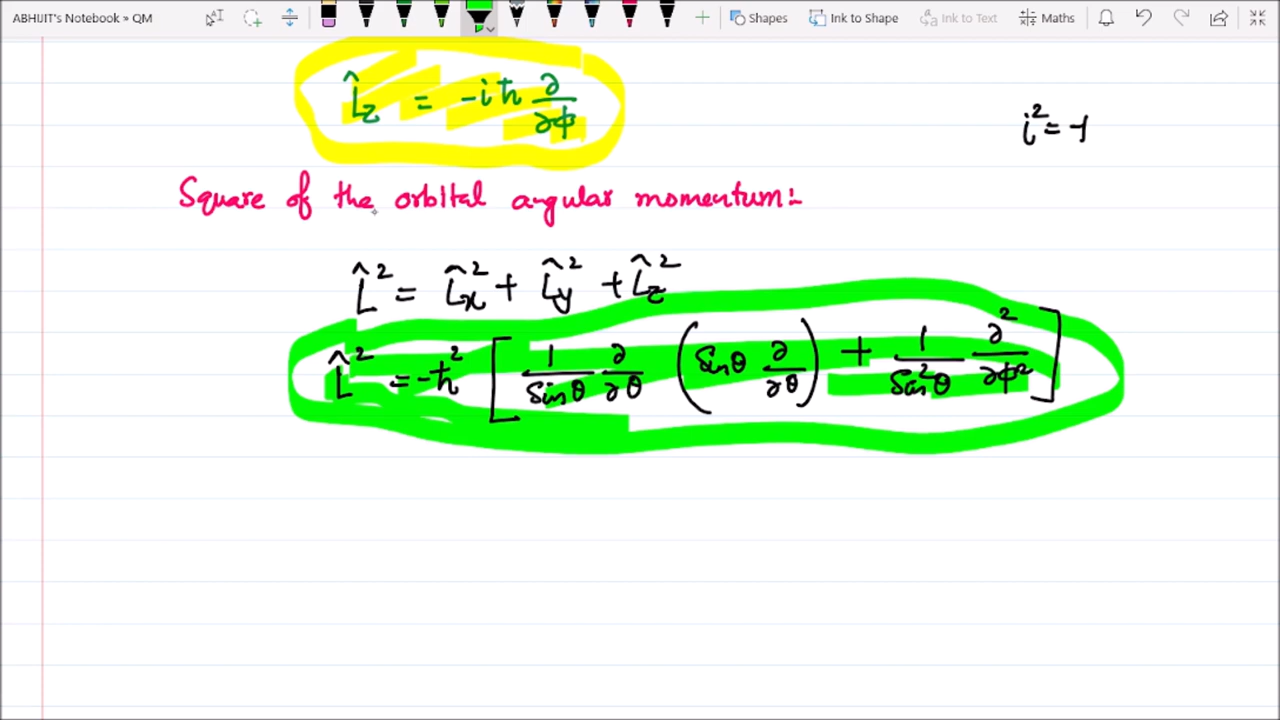 ABHIJIT's Notebook » QM
Shapes Ink to Shape Ink to Text Maths
L̂z = -iħ ∂/∂φ
i² = -1
Square of the orbital angular momentum:-
L̂² = L̂x² + L̂y² + L̂z²
L̂² = -ħ² [ 1/Sinθ ∂/∂θ ( Sinθ ∂/∂θ ) + 1/Sin²θ ∂²/∂φ² ]